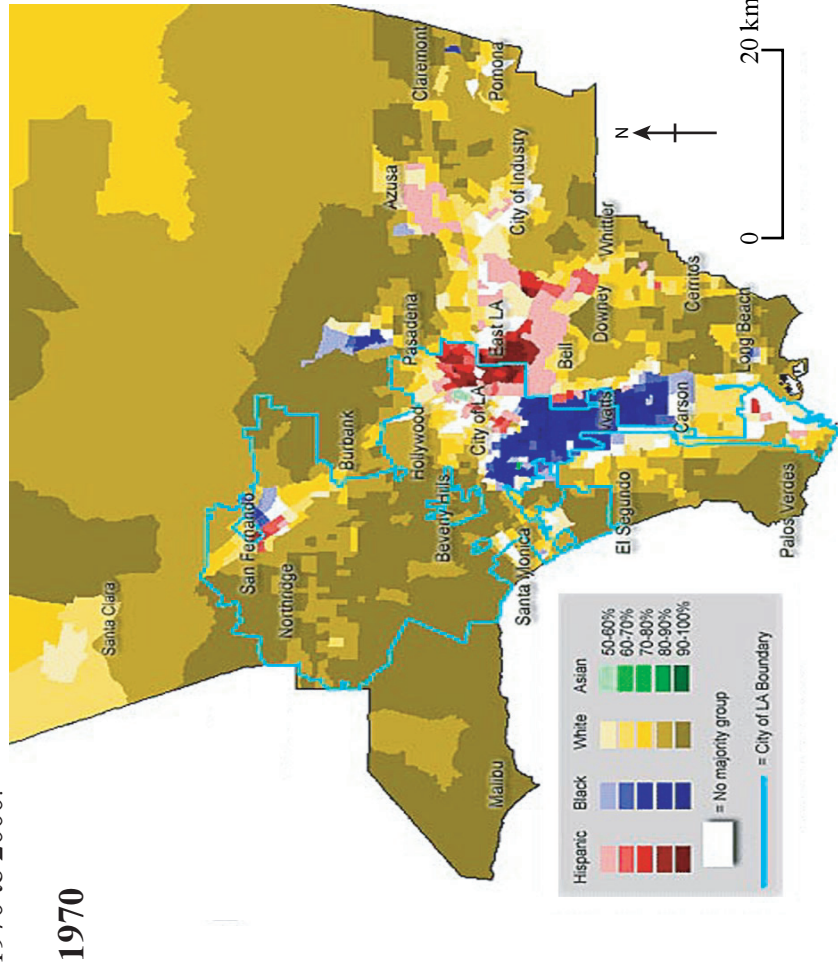 1970 to 2000.
1970
Santa Clara
San Fernando
Northridge
Burbank
Pasadena
Azusa
Claremont
Pomona
Hollywood
Beverly Hills
City of LA
East LA
City of Industry
Malibu
Santa Monica
Bell
Whittier
Downey
Watts
El Segundo
Carson
Cerritos
Long Beach
Palos Verdes
N
0 20 km
Hispanic Black White Asian
50-60%
60-70%
70-80%
80-90%
90-100%
= No majority group
= City of LA Boundary